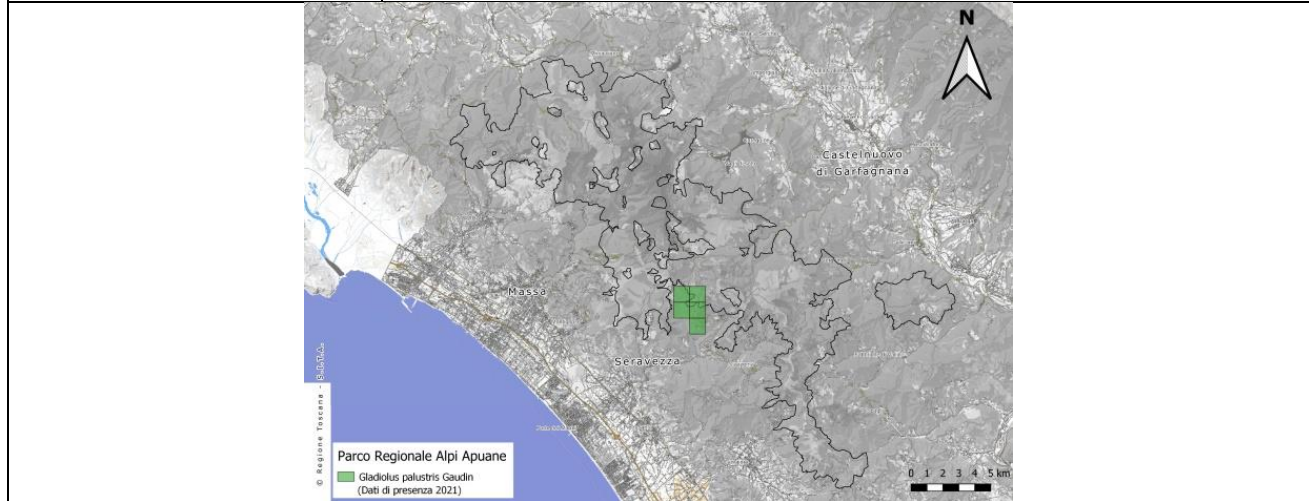 N
Castelnuovo
di Garfagnana
Massa
Seravezza
© Regione Toscana - S.I.T.A.
Parco Regionale Alpi Apuane
Gladiolus palustris Gaudin
(Dati di presenza 2021)
0 1 2 3 4 5 km